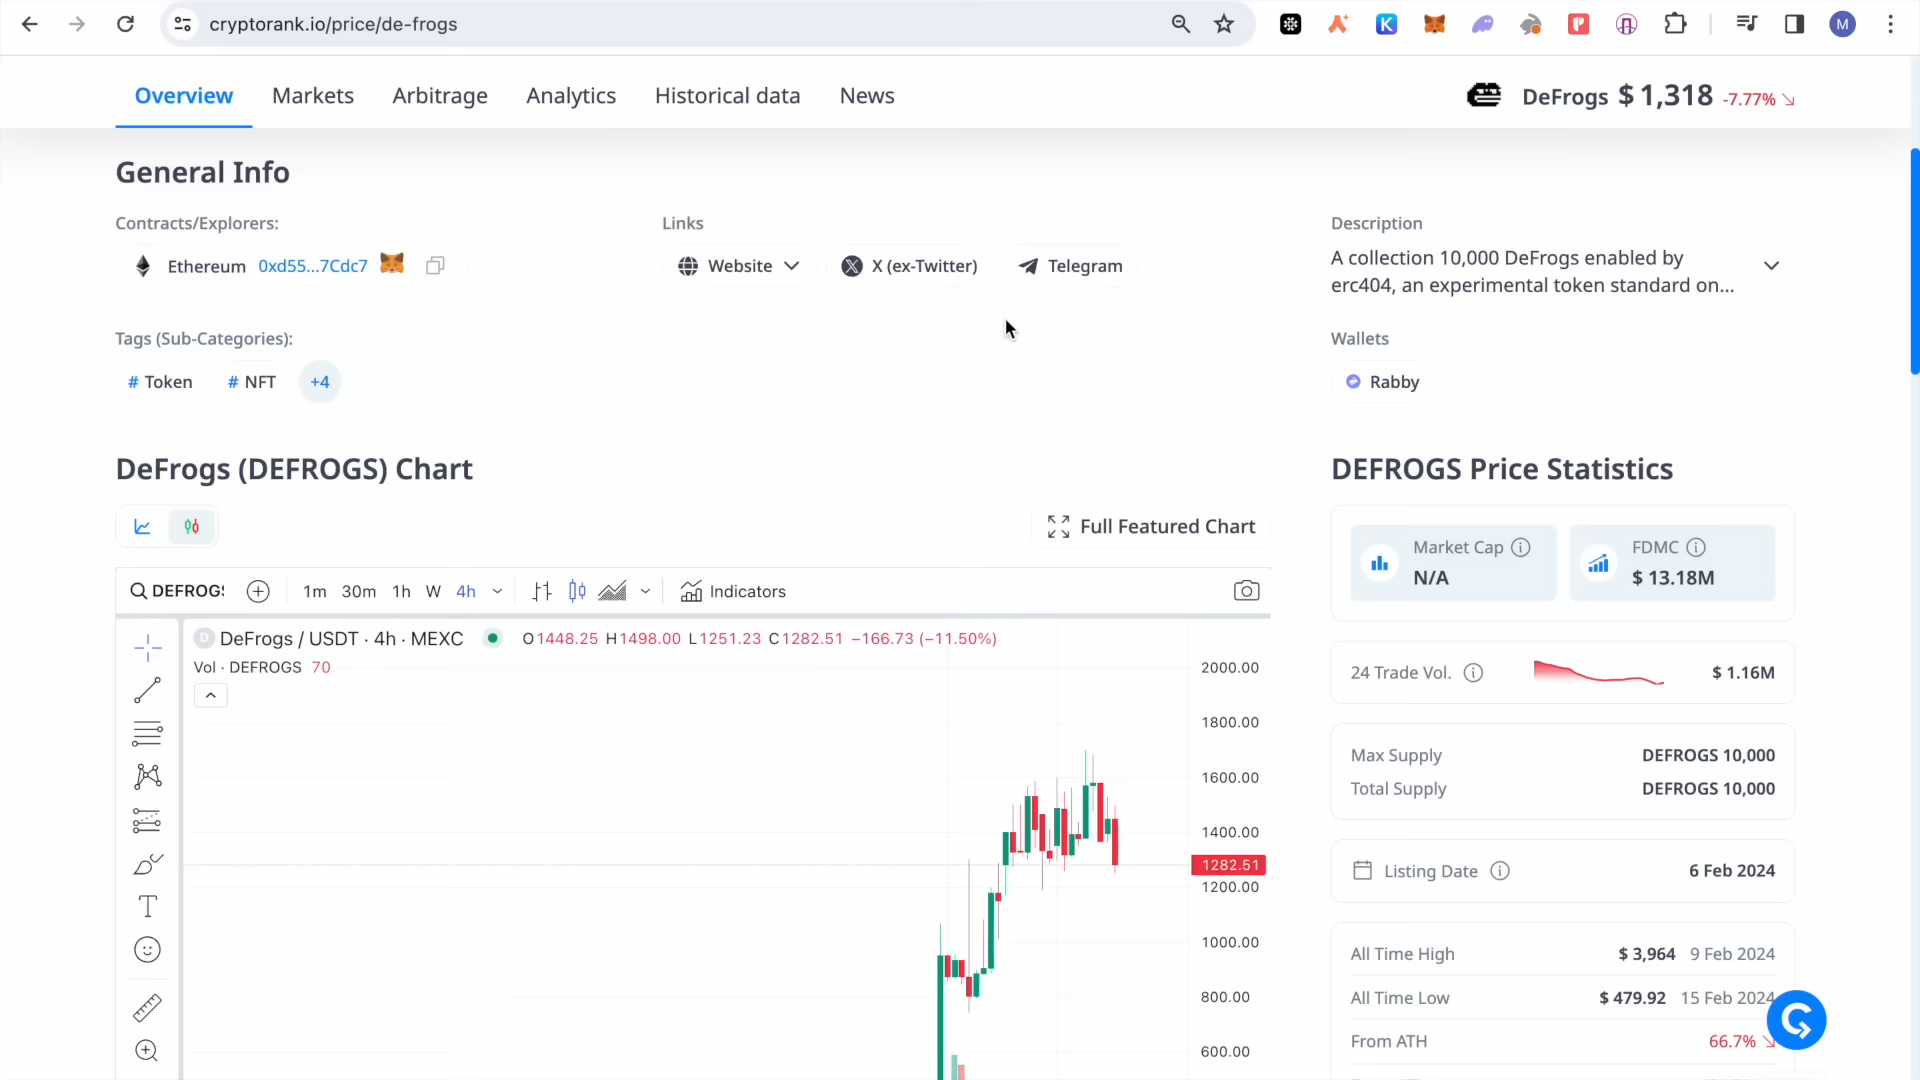 cryptorank.io/price/de-frogs
M
Overview Markets Arbitrage Analytics Historical data News
DeFrogs $ 1,318 -7.77%
General Info
Contracts/Explorers:
Ethereum 0xd55...7Cdc7
Links
Website X (ex-Twitter) Telegram
Description
A collection 10,000 DeFrogs enabled by
erc404, an experimental token standard on...
Tags (Sub-Categories):
# Token # NFT +4
Wallets
Rabby
DeFrogs (DEFROGS) Chart
Full Featured Chart
DEFROGS 1m 30m 1h W 4h Indicators
D DeFrogs / USDT · 4h · MEXC O1448.25 H1498.00 L1251.23 C1282.51 −166.73 (−11.50%)
Vol · DEFROGS 70
2000.00
1800.00
1600.00
1400.00
1282.51
1200.00
1000.00
800.00
600.00
DEFROGS Price Statistics
Market Cap
N/A
FDMC
$ 13.18M
24 Trade Vol. $ 1.16M
Max Supply DEFROGS 10,000
Total Supply DEFROGS 10,000
Listing Date 6 Feb 2024
All Time High $ 3,964 9 Feb 2024
All Time Low $ 479.92 15 Feb 2024
From ATH 66.7%